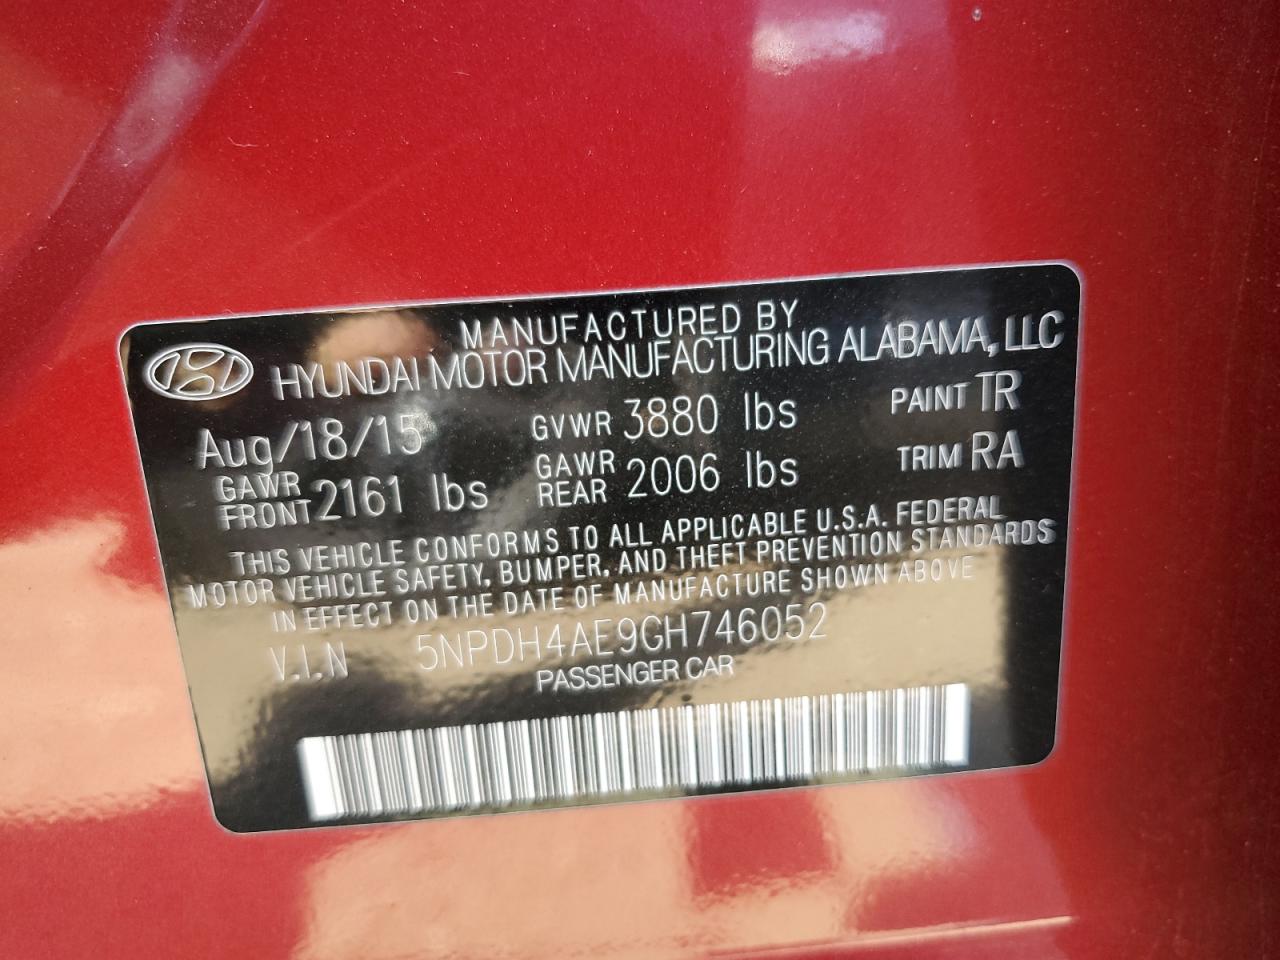 MANUFACTURED BY
HYUNDAI MOTOR MANUFACTURING ALABAMA, LLC
Aug/18/15 GVWR 3880 lbs PAINT TR
GAWR FRONT 2161 lbs GAWR REAR 2006 lbs TRIM RA
THIS VEHICLE CONFORMS TO ALL APPLICABLE U.S.A. FEDERAL
MOTOR VEHICLE SAFETY, BUMPER, AND THEFT PREVENTION STANDARDS
IN EFFECT ON THE DATE OF MANUFACTURE SHOWN ABOVE
V.I.N 5NPDH4AE9GH746052
PASSENGER CAR